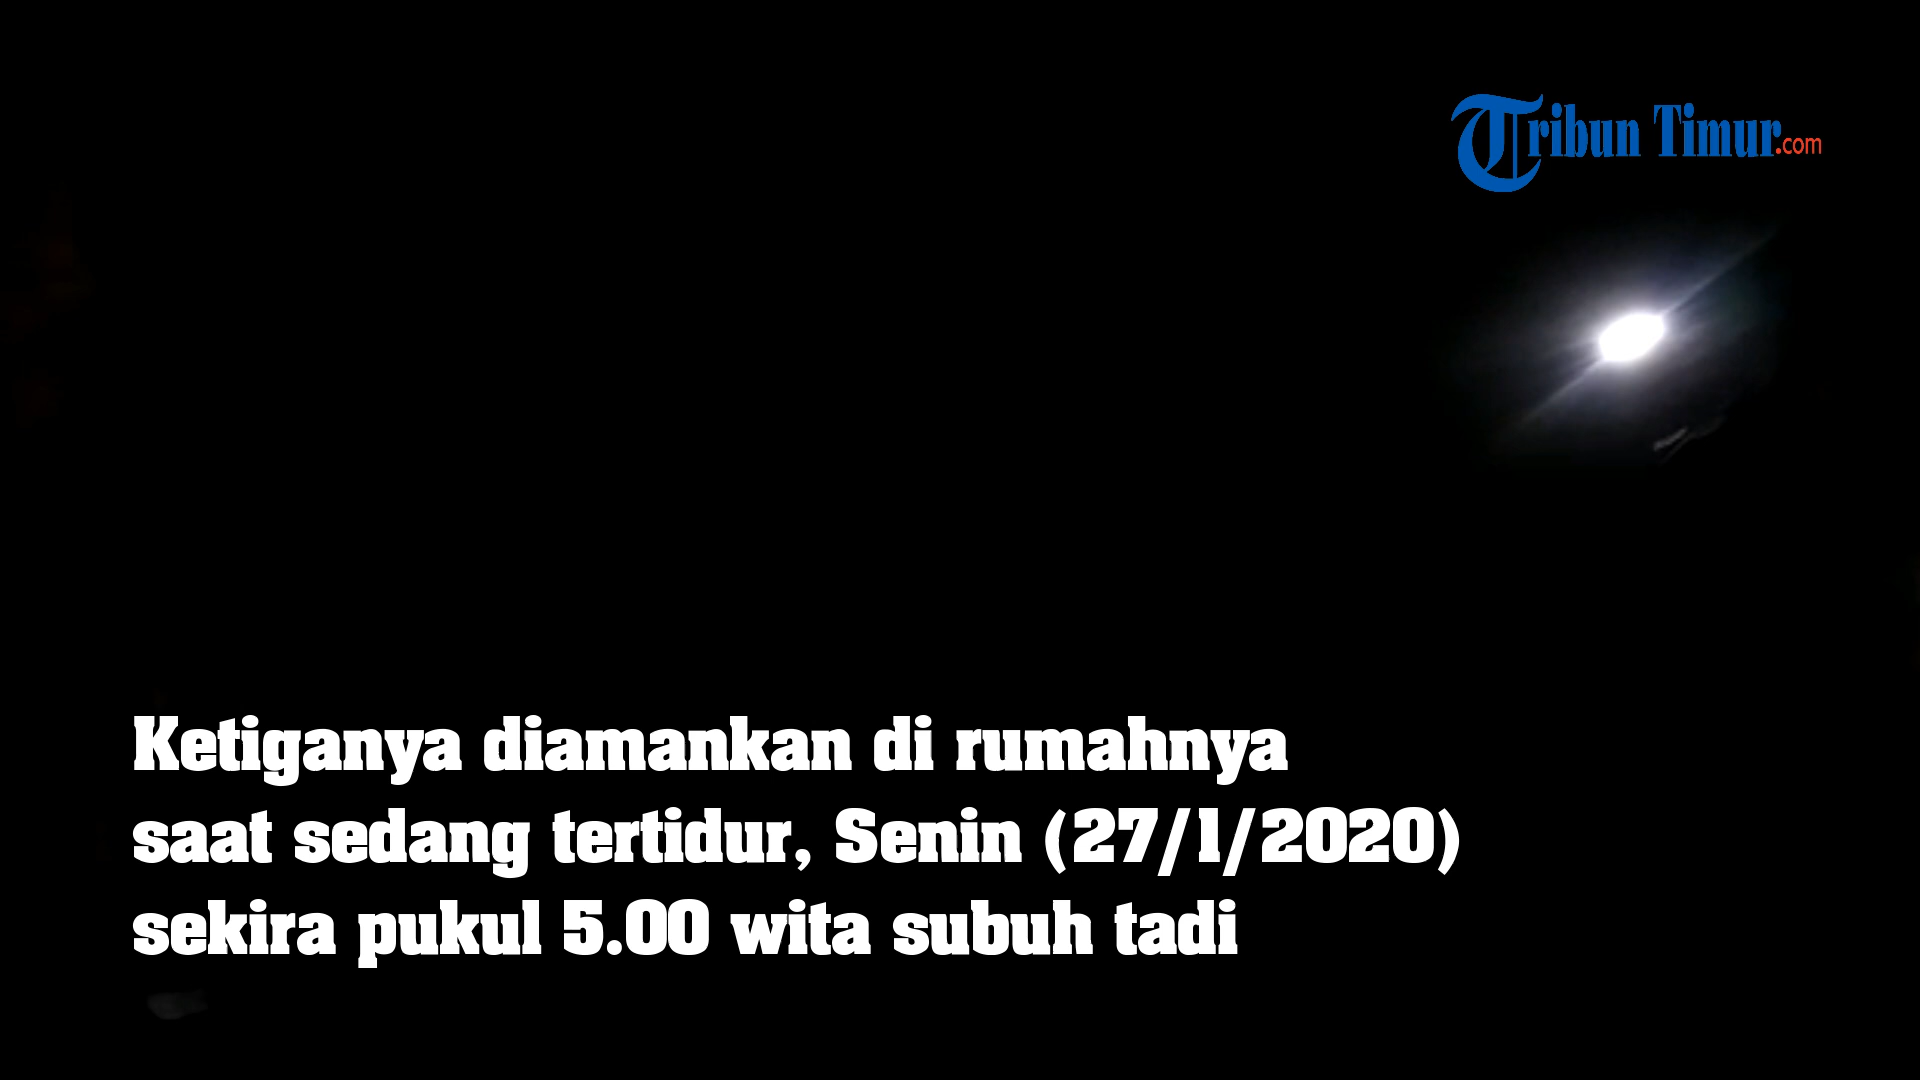 Tribun Timur.com
Ketiganya diamankan di rumahnya
saat sedang tertidur, Senin (27/1/2020)
sekira pukul 5.00 wita subuh tadi